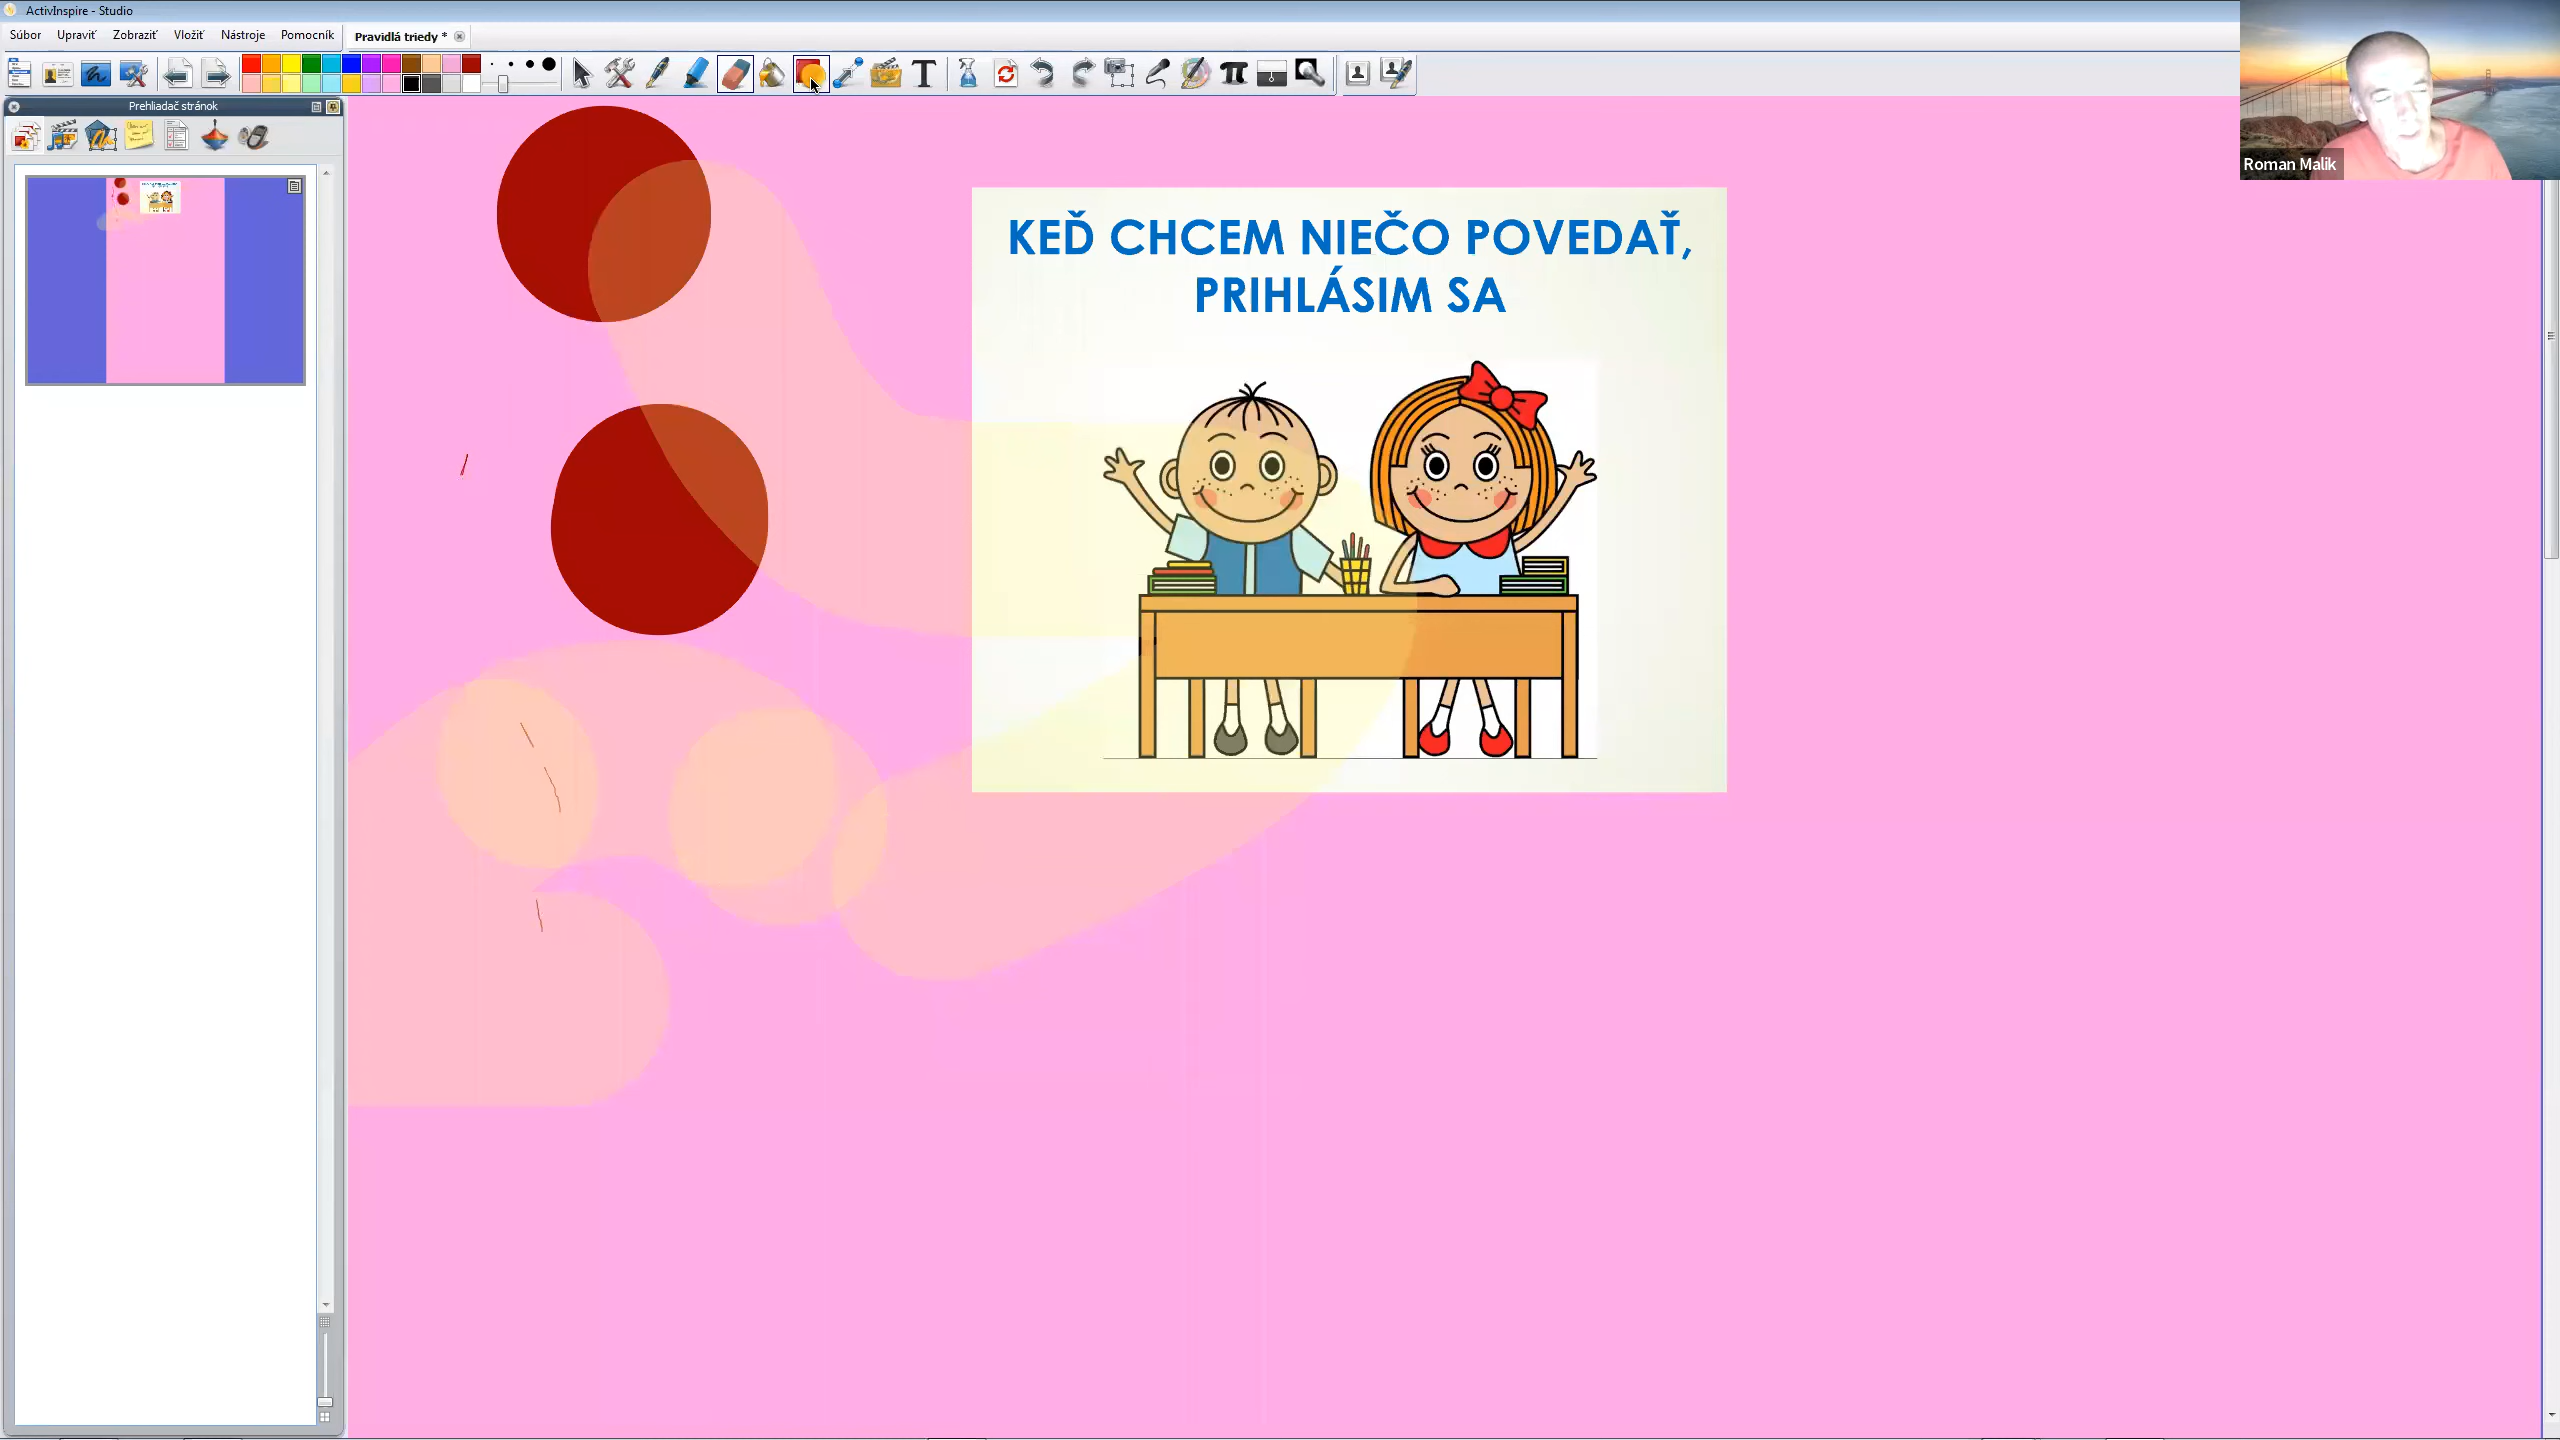 ActivInspire - Studio
Súbor Upraviť Zobraziť Vložiť Nástroje Pomocník
Pravidlá triedy *
Prehliadač stránok
Roman Malik
KEĎ CHCEM NIEČO POVEDAŤ,
PRIHLÁSIM SA